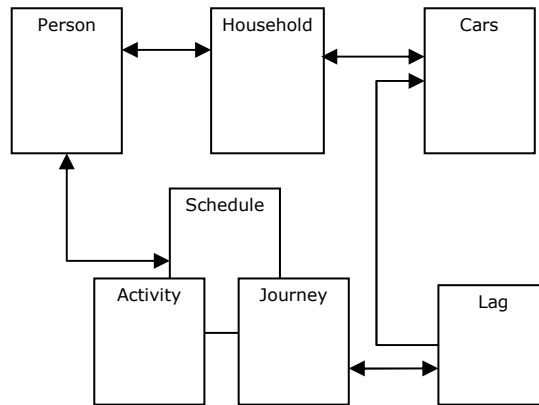 Person
Household
Cars
Schedule
Activity
Journey
Lag